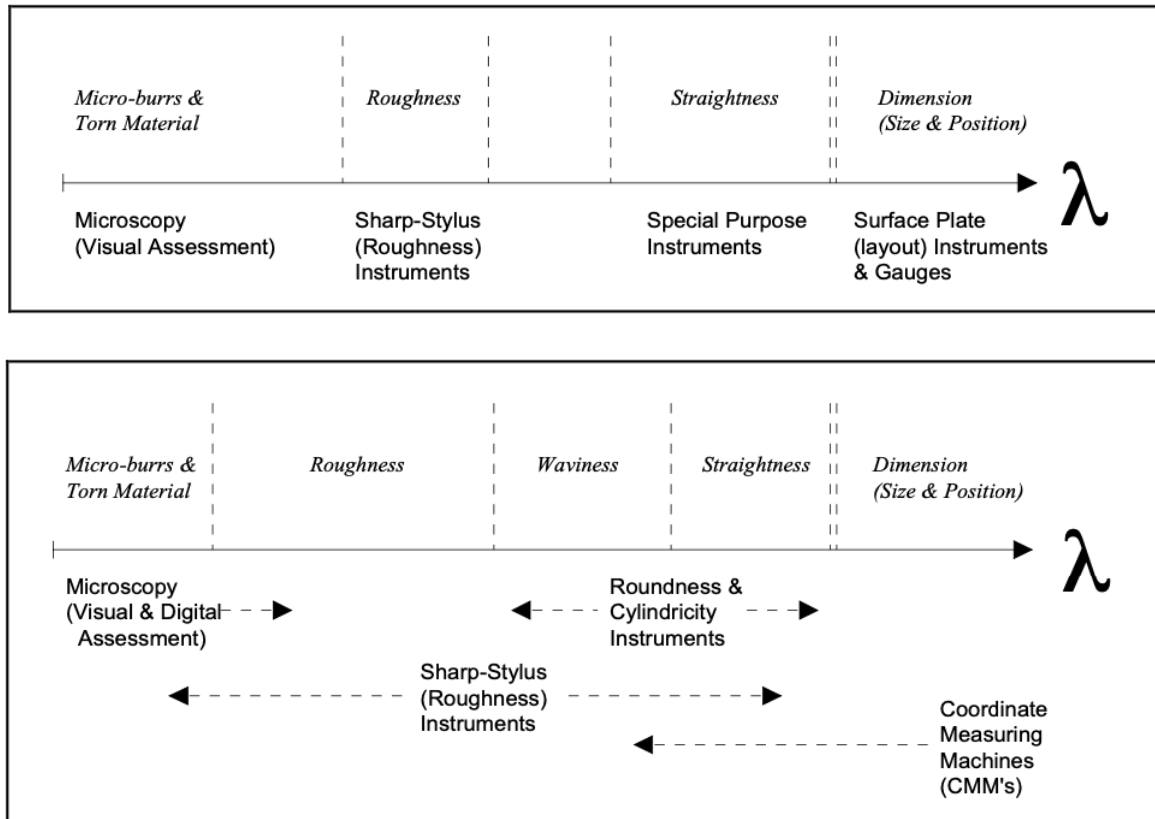 Micro-burrs &
Torn Material
Roughness
Straightness
Dimension
(Size & Position)
λ
Microscopy
(Visual Assessment)
Sharp-Stylus
(Roughness)
Instruments
Special Purpose
Instruments
Surface Plate
(layout) Instruments
& Gauges
Micro-burrs &
Torn Material
Roughness
Waviness
Straightness
Dimension
(Size & Position)
λ
Microscopy
(Visual & Digital
Assessment)
Roundness &
Cylindricity
Instruments
Sharp-Stylus
(Roughness)
Instruments
Coordinate
Measuring
Machines
(CMM's)